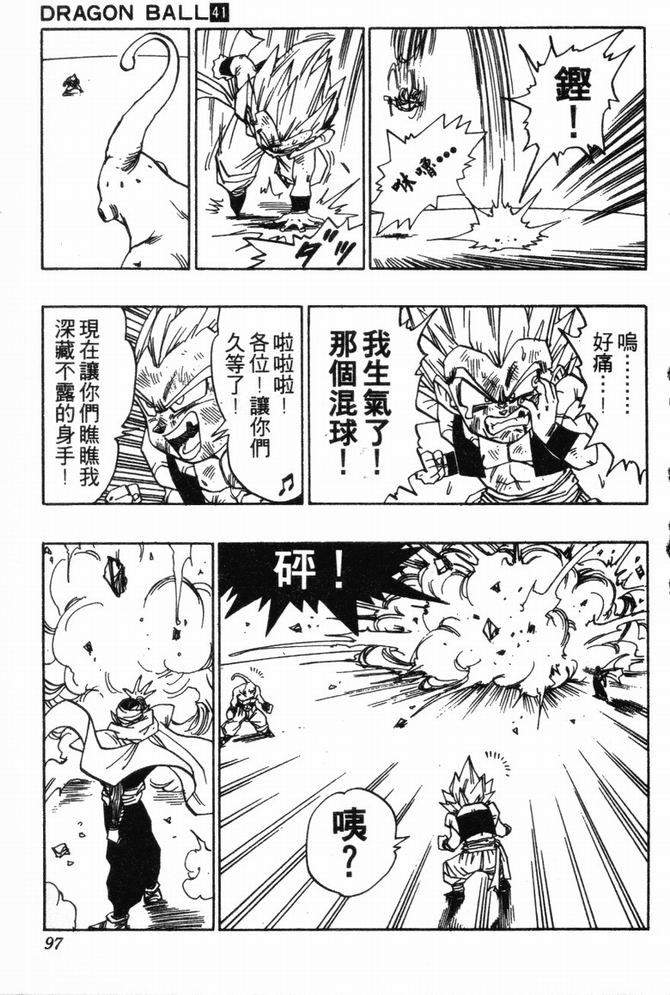 DRAGON BALL 41
鏗！
咻嚕…
ダッ
嗚……
好痛…！
我生氣了！
那個混球！
啦啦啦！
各位！讓你們
久等了！
♫
現在讓你們瞧瞧我
深藏不露的身手！
砰！
咦？
97